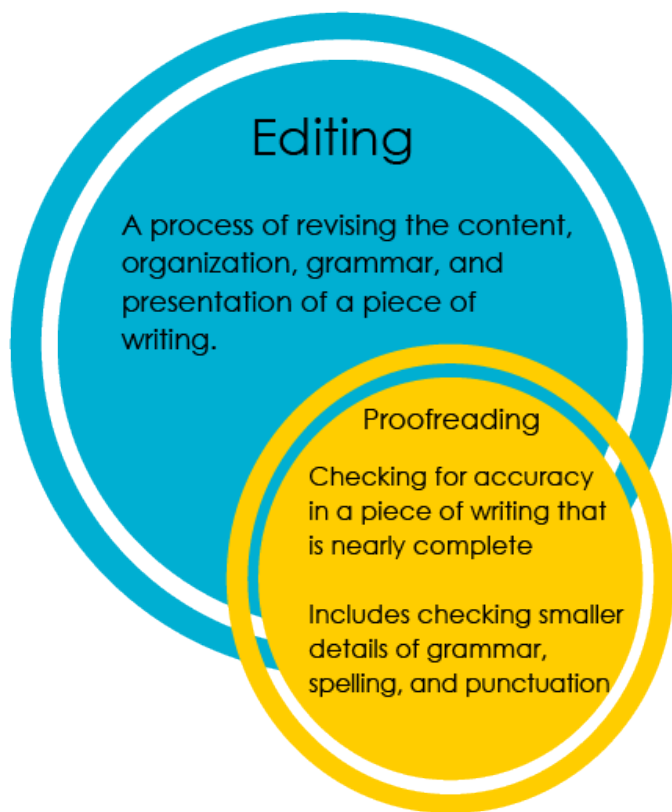 Editing
A process of revising the content,
organization, grammar, and
presentation of a piece of
writing.
Proofreading
Checking for accuracy
in a piece of writing that
is nearly complete
Includes checking smaller
details of grammar,
spelling, and punctuation